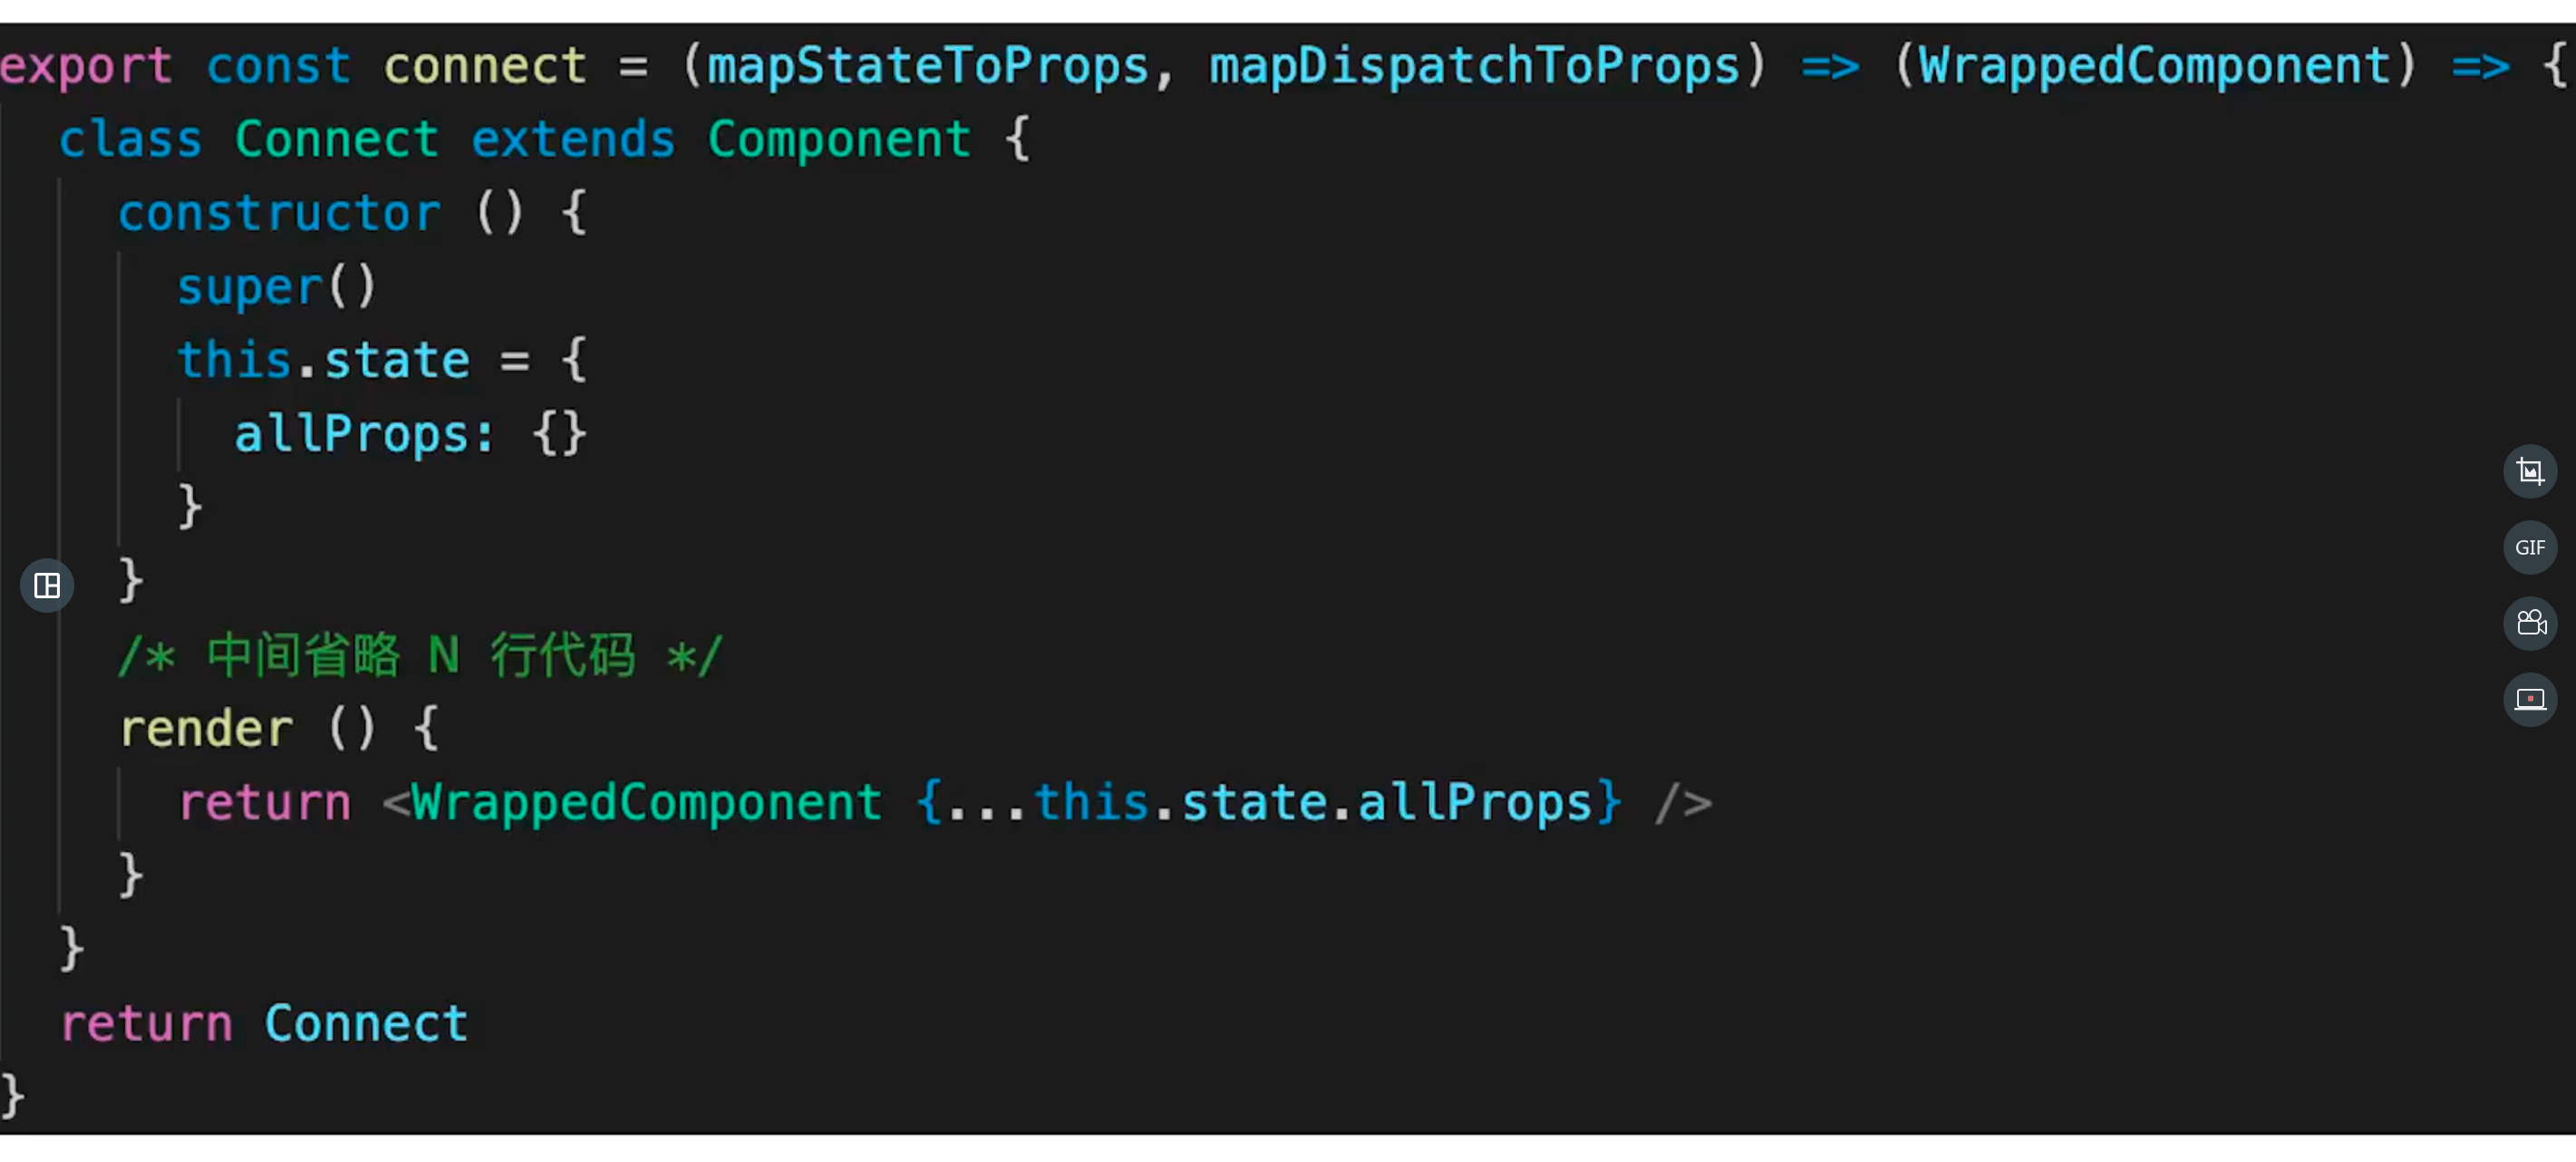 export const connect = (mapStateToProps, mapDispatchToProps) => (WrappedComponent) => {
class Connect extends Component {
constructor () {
super()
this.state = {
allProps: {}
}
}
/* 中间省略 N 行代码 */
render () {
return <WrappedComponent {...this.state.allProps} />
}
}
return Connect
}
GIF